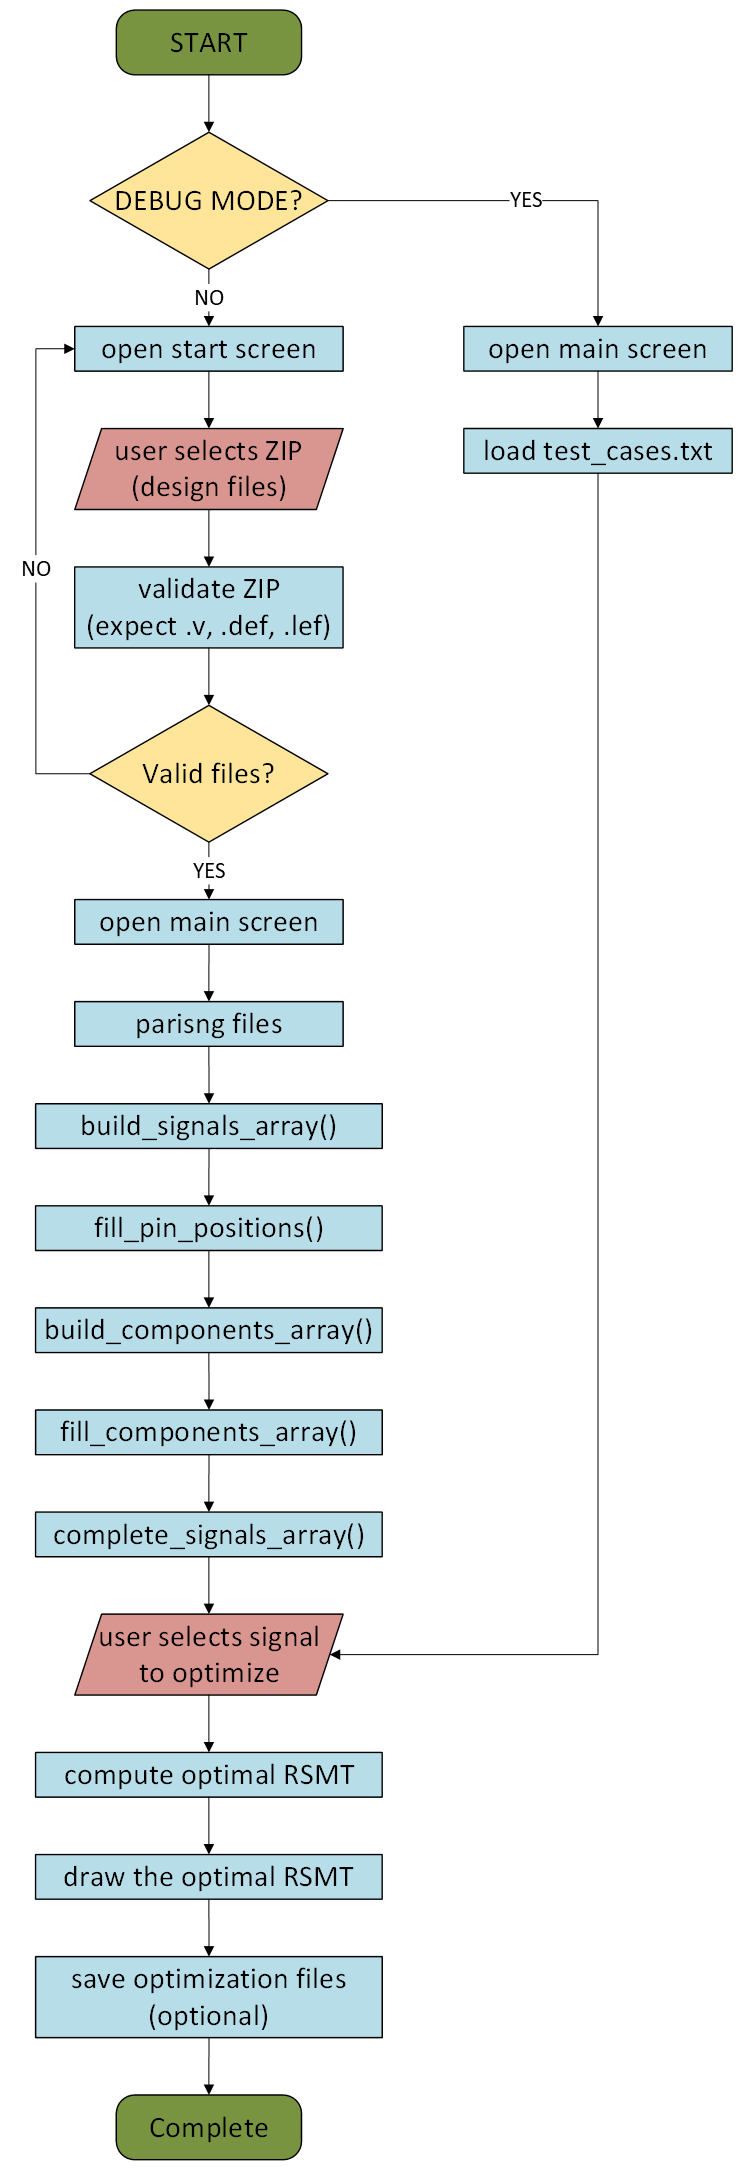 START
DEBUG MODE?
YES
NO
open start screen
open main screen
user selects ZIP
(design files)
load test_cases.txt
NO
validate ZIP
(expect .v, .def, .lef)
Valid files?
YES
open main screen
parisng files
build_signals_array()
fill_pin_positions()
build_components_array()
fill_components_array()
complete_signals_array()
user selects signal
to optimize
compute optimal RSMT
draw the optimal RSMT
save optimization files
(optional)
Complete